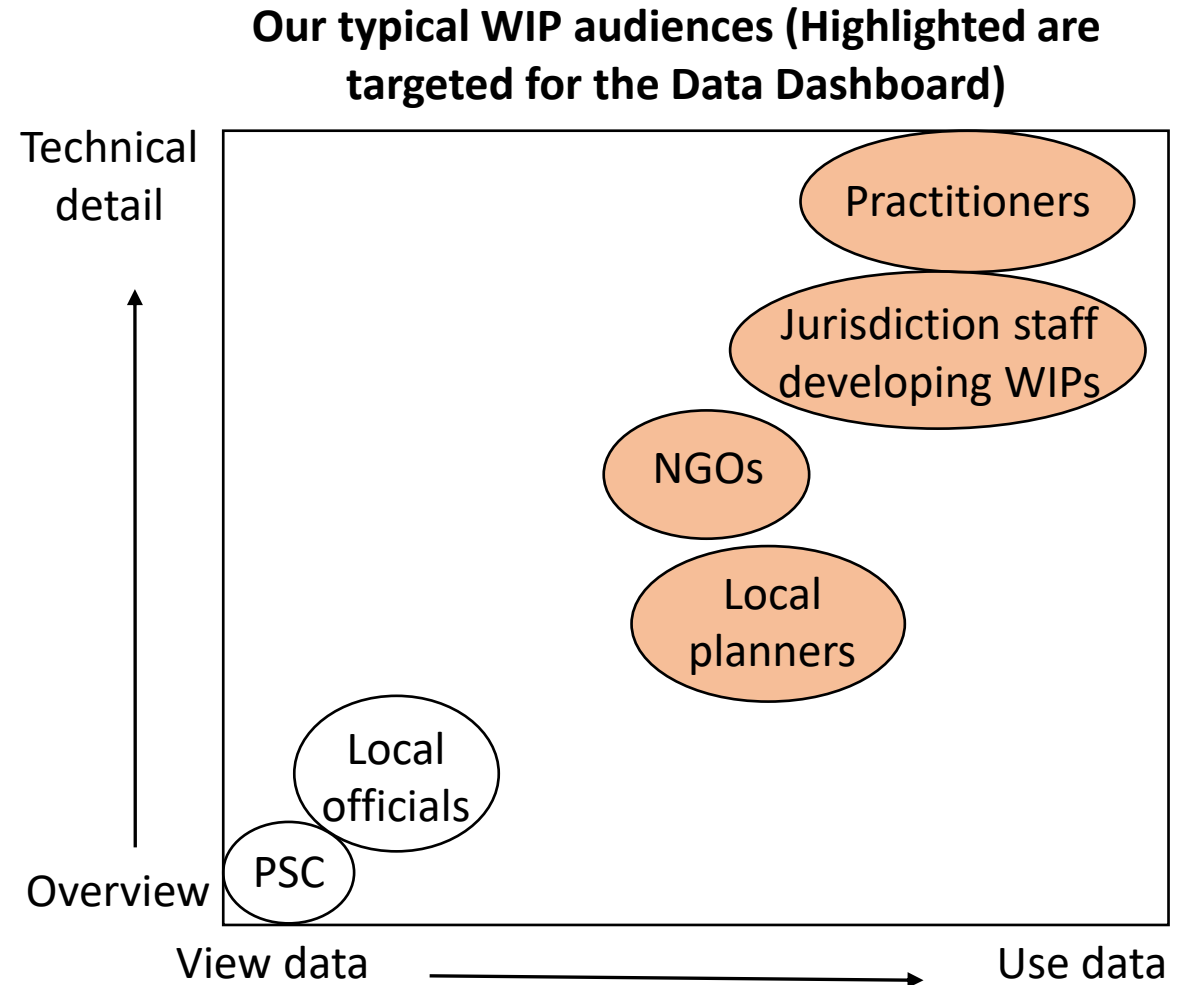 Our typical WIP audiences (Highlighted are
targeted for the Data Dashboard)
Technical
detail
Practitioners
Jurisdiction staff
developing WIPs
NGOs
Local
planners
Local
officials
PSC
Overview
View data
Use data